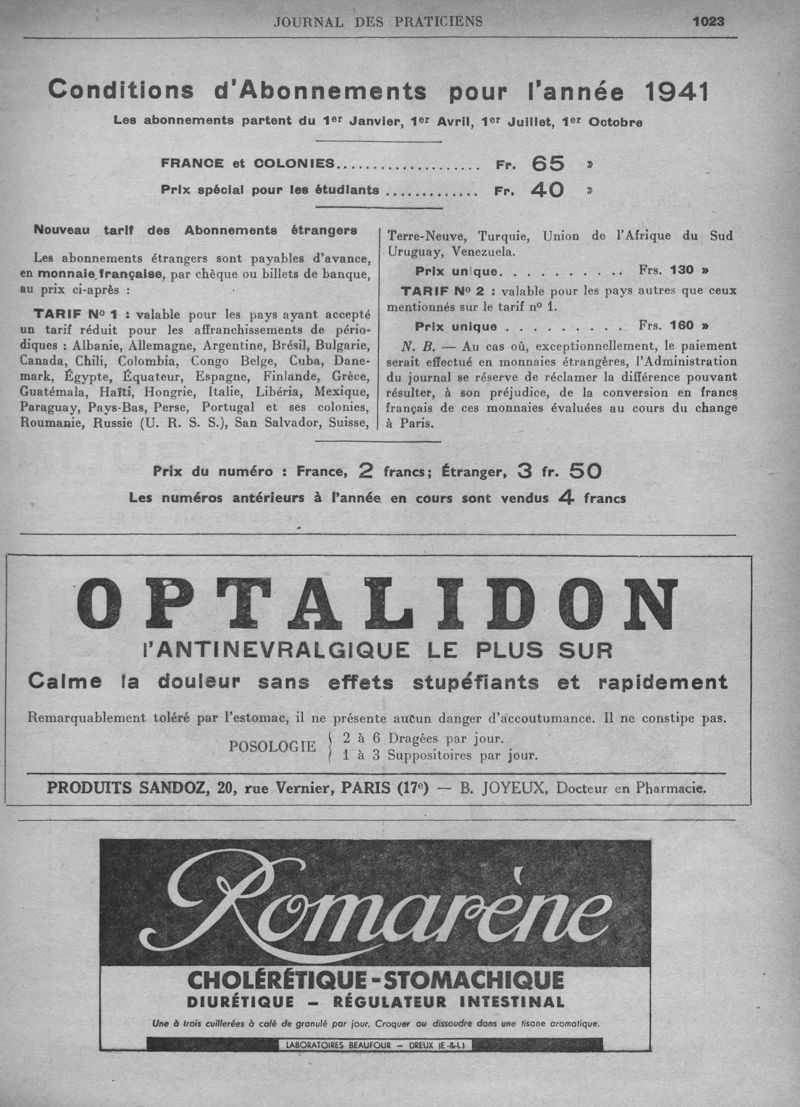 JOURNAL DES PRATICIENS 1023
Conditions d'Abonnements pour l'année 1941
Les abonnements partent du 1er Janvier, 1er Avril, 1er Juillet, 1er Octobre
FRANCE et COLONIES..................... Fr. 65 »
Prix spécial pour les étudiants ............. Fr. 40 »
Nouveau tarif des Abonnements étrangers
Les abonnements étrangers sont payables d'avance,
en monnaie française, par chèque ou billets de banque,
au prix ci-après :
TARIF No 1 : valable pour les pays ayant accepté
un tarif réduit pour les affranchissements de pério-
diques : Albanie, Allemagne, Argentine, Brésil, Bulgarie,
Canada, Chili, Colombia, Congo Belge, Cuba, Dane-
mark, Égypte, Équateur, Espagne, Finlande, Grèce,
Guatémala, Haïti, Hongrie, Italie, Libéria, Mexique,
Paraguay, Pays-Bas, Perse, Portugal et ses colonies,
Roumanie, Russie (U. R. S. S.), San Salvador, Suisse,
Terre-Neuve, Turquie, Union de l'Afrique du Sud
Uruguay, Venezuela.
Prix unique. . . . . . . . . . Frs. 130 »
TARIF No 2 : valable pour les pays autres que ceux
mentionnés sur le tarif no 1.
Prix unique . . . . . . . . . Frs. 160 »
N. B. — Au cas où, exceptionnellement, le paiement
serait effectué en monnaies étrangères, l'Administration
du journal se réserve de réclamer la différence pouvant
résulter, à son préjudice, de la conversion en francs
français de ces monnaies évaluées au cours du change
à Paris.
Prix du numéro : France, 2 francs; Étranger, 3 fr. 50
Les numéros antérieurs à l'année en cours sont vendus 4 francs
OPTALIDON
l'ANTINEVRALGIQUE LE PLUS SUR
Calme la douleur sans effets stupéfiants et rapidement
Remarquablement toléré par l'estomac, il ne présente aucun danger d'accoutumance. Il ne constipe pas.
POSOLOGIE { 2 à 6 Dragées par jour.
1 à 3 Suppositoires par jour.
PRODUITS SANDOZ, 20, rue Vernier, PARIS (17e) — B. JOYEUX, Docteur en Pharmacie.
Romarène
CHOLÉRÉTIQUE-STOMACHIQUE
DIURÉTIQUE – RÉGULATEUR INTESTINAL
Une à trois cuillerées à café de granulé par jour. Croquer ou dissoudre dans une tisane aromatique.
LABORATOIRES BEAUFOUR – DREUX (E-&-L)